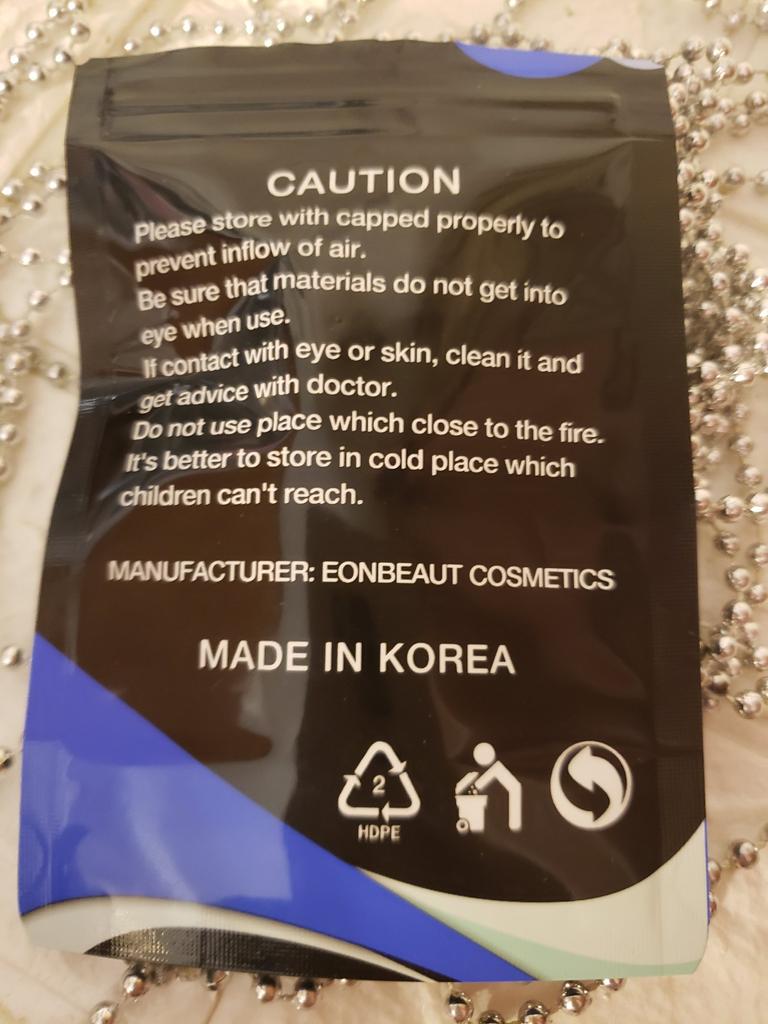 CAUTION
Please store with capped properly to
prevent inflow of air.
Be sure that materials do not get into
eye when use.
If contact with eye or skin, clean it and
get advice with doctor.
Do not use place which close to the fire.
It's better to store in cold place which
children can't reach.
MANUFACTURER: EONBEAUT COSMETICS
MADE IN KOREA
2
HDPE